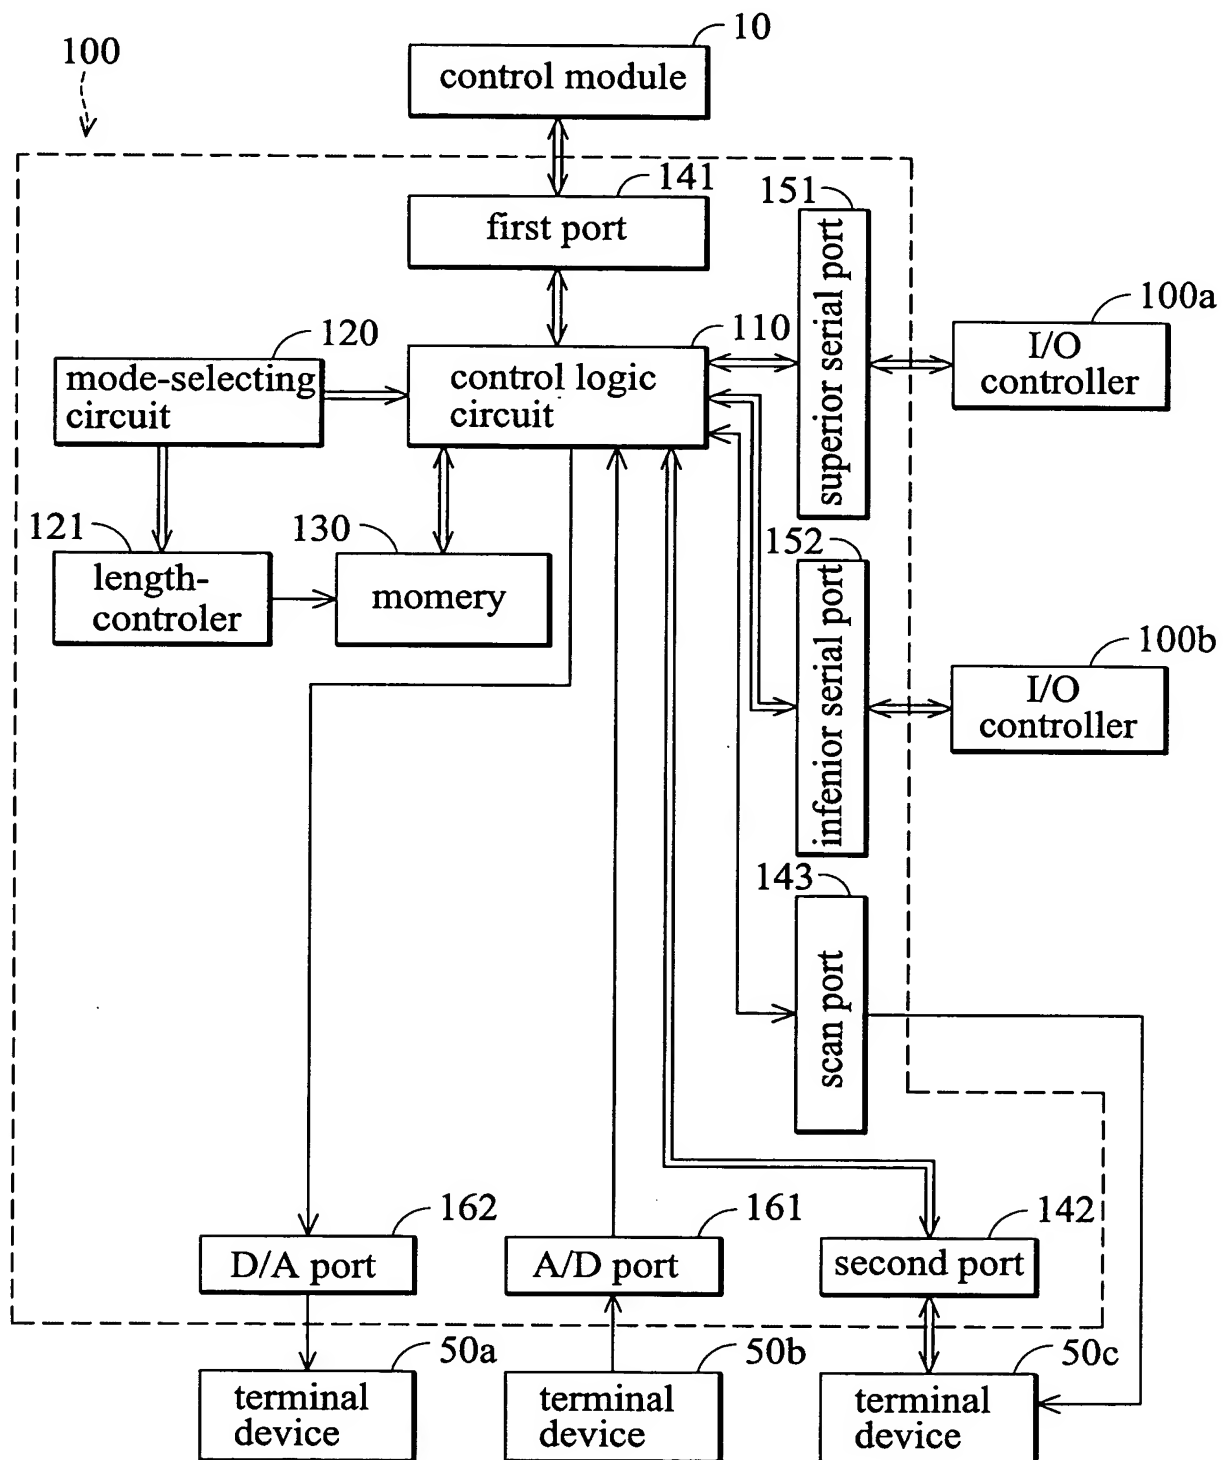 10
100
control module
141
first port
151
superior serial port
100a
I/O
controller
120
mode-selecting
circuit
110
control logic
circuit
121
length-
controler
130
momery
152
infenior serial port
100b
I/O
controller
143
scan port
162
D/A port
161
A/D port
142
second port
50a
terminal
device
50b
terminal
device
50c
terminal
device